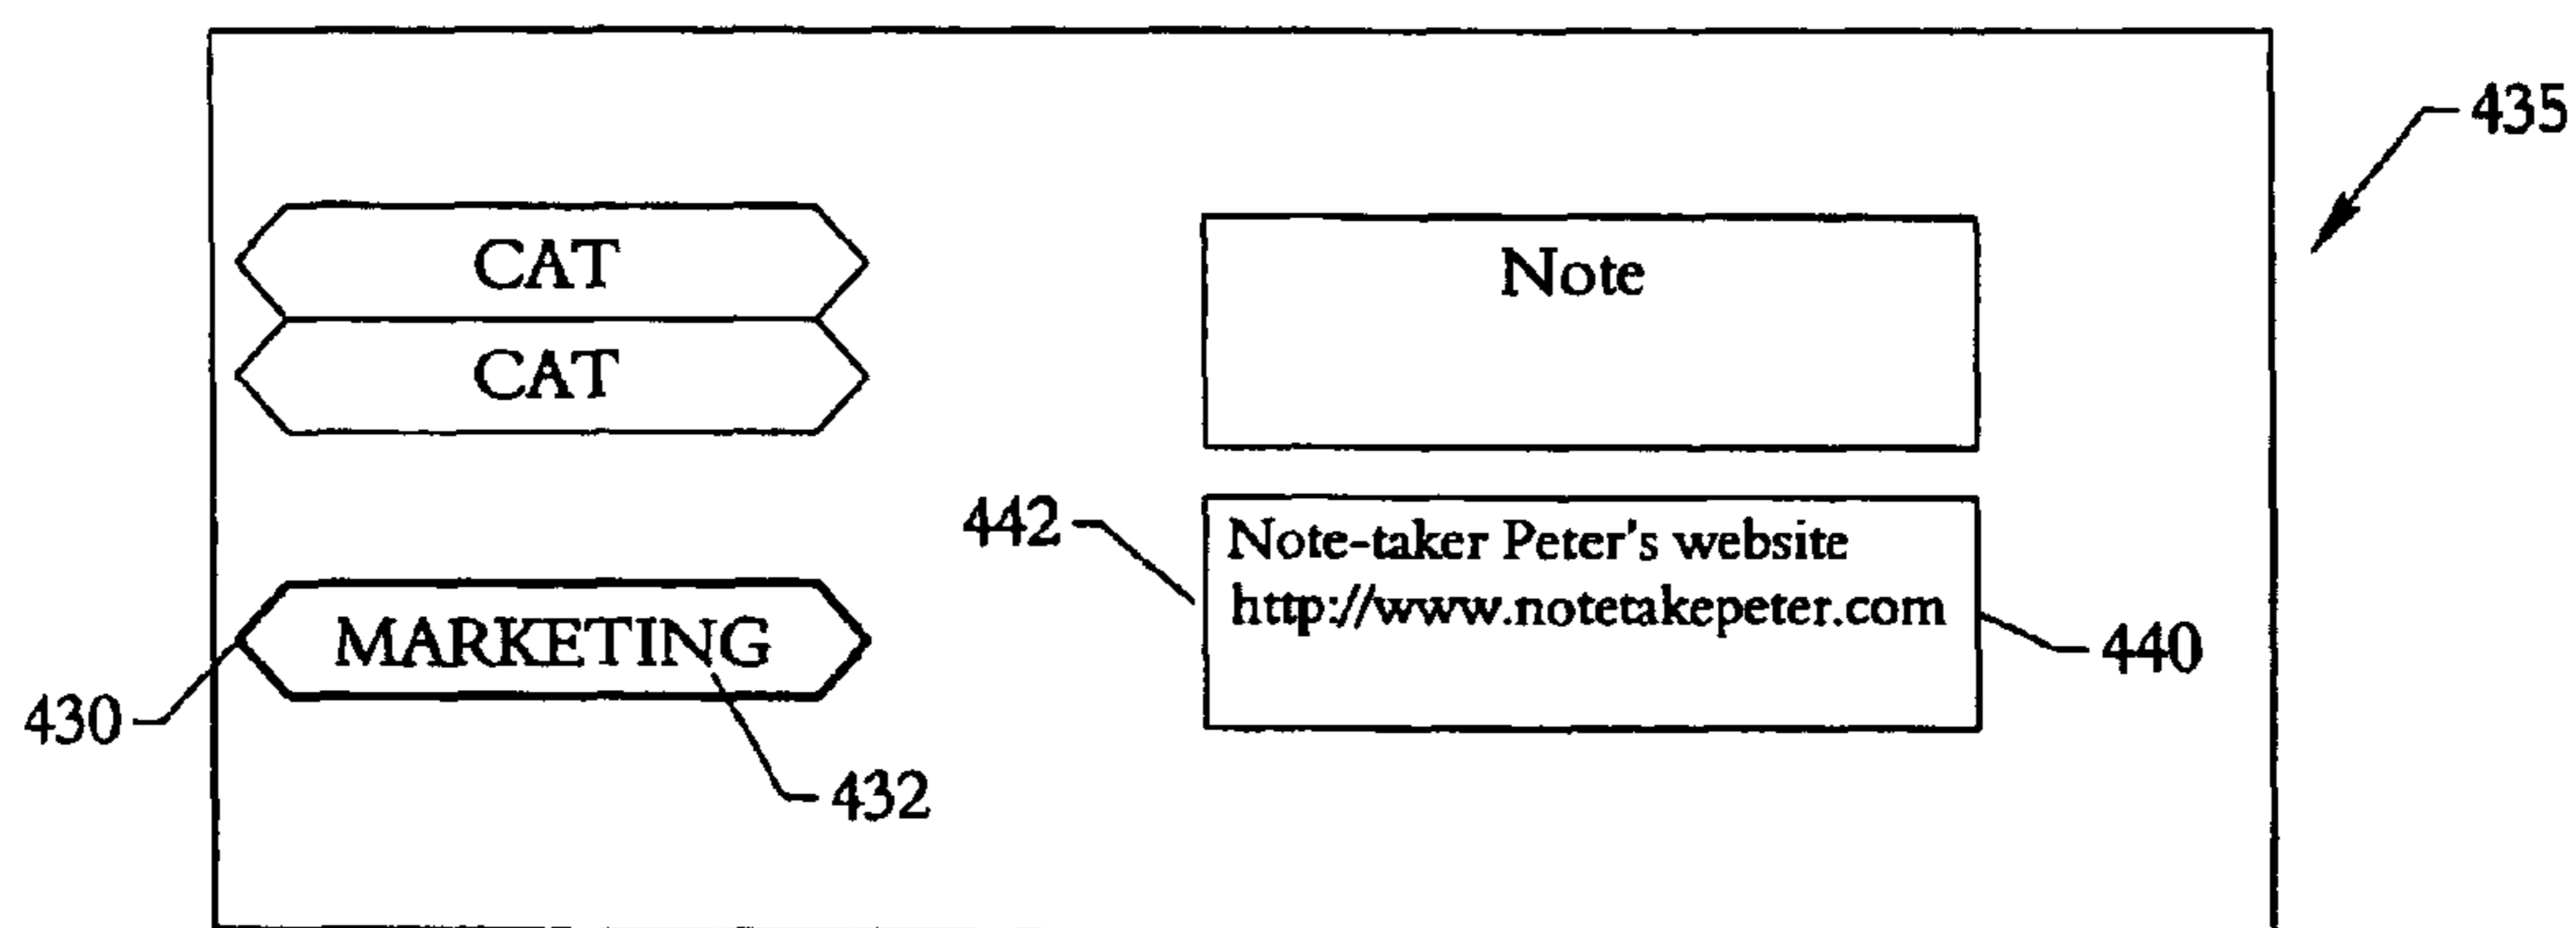 435
CAT
Note
CAT
442
Note-taker Peter's website
http://www.notetakepeter.com
MARKETING
440
430
432